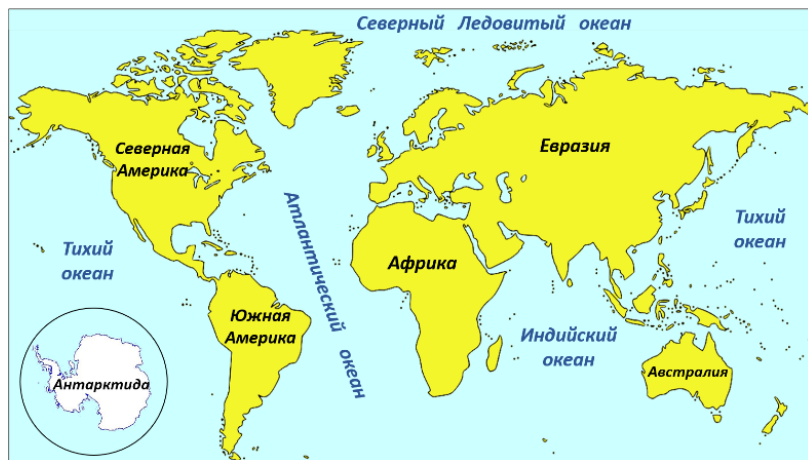 Северный Ледовитый океан
Северная
Америка
Евразия
Атлантический океан
Тихий
океан
Тихий
океан
Африка
Южная
Америка
Индийский
океан
Австралия
Антарктида